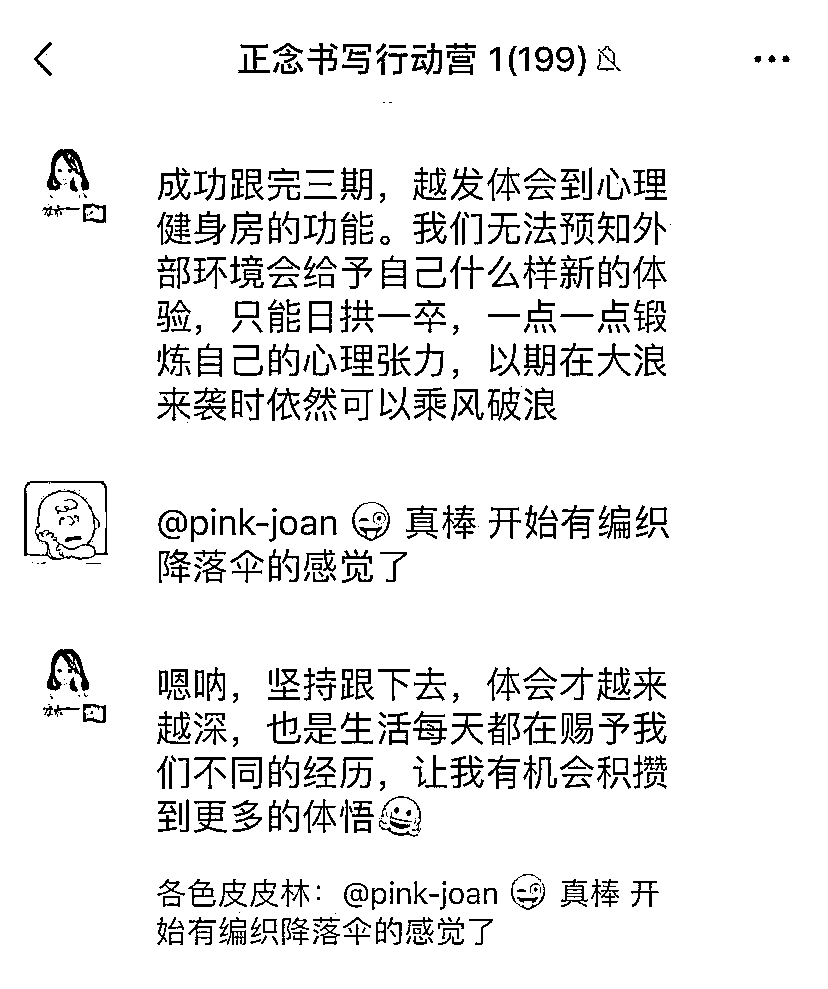 正念书写行动营 1(199)
成功跟完三期，越发体会到心理
健身房的功能。我们无法预知外
部环境会给予自己什么样新的体
验，只能日拱一卒，一点一点锻
炼自己的心理张力，以期在大浪
来袭时依然可以乘风破浪
@pink-joan 😜 真棒 开始有编织
降落伞的感觉了
嗯呐，坚持跟下去，体会才越来
越深，也是生活每天都在赐予我
们不同的经历，让我有机会积攒
到更多的体悟🤗
各色皮皮林：@pink-joan 😜 真棒 开
始有编织降落伞的感觉了